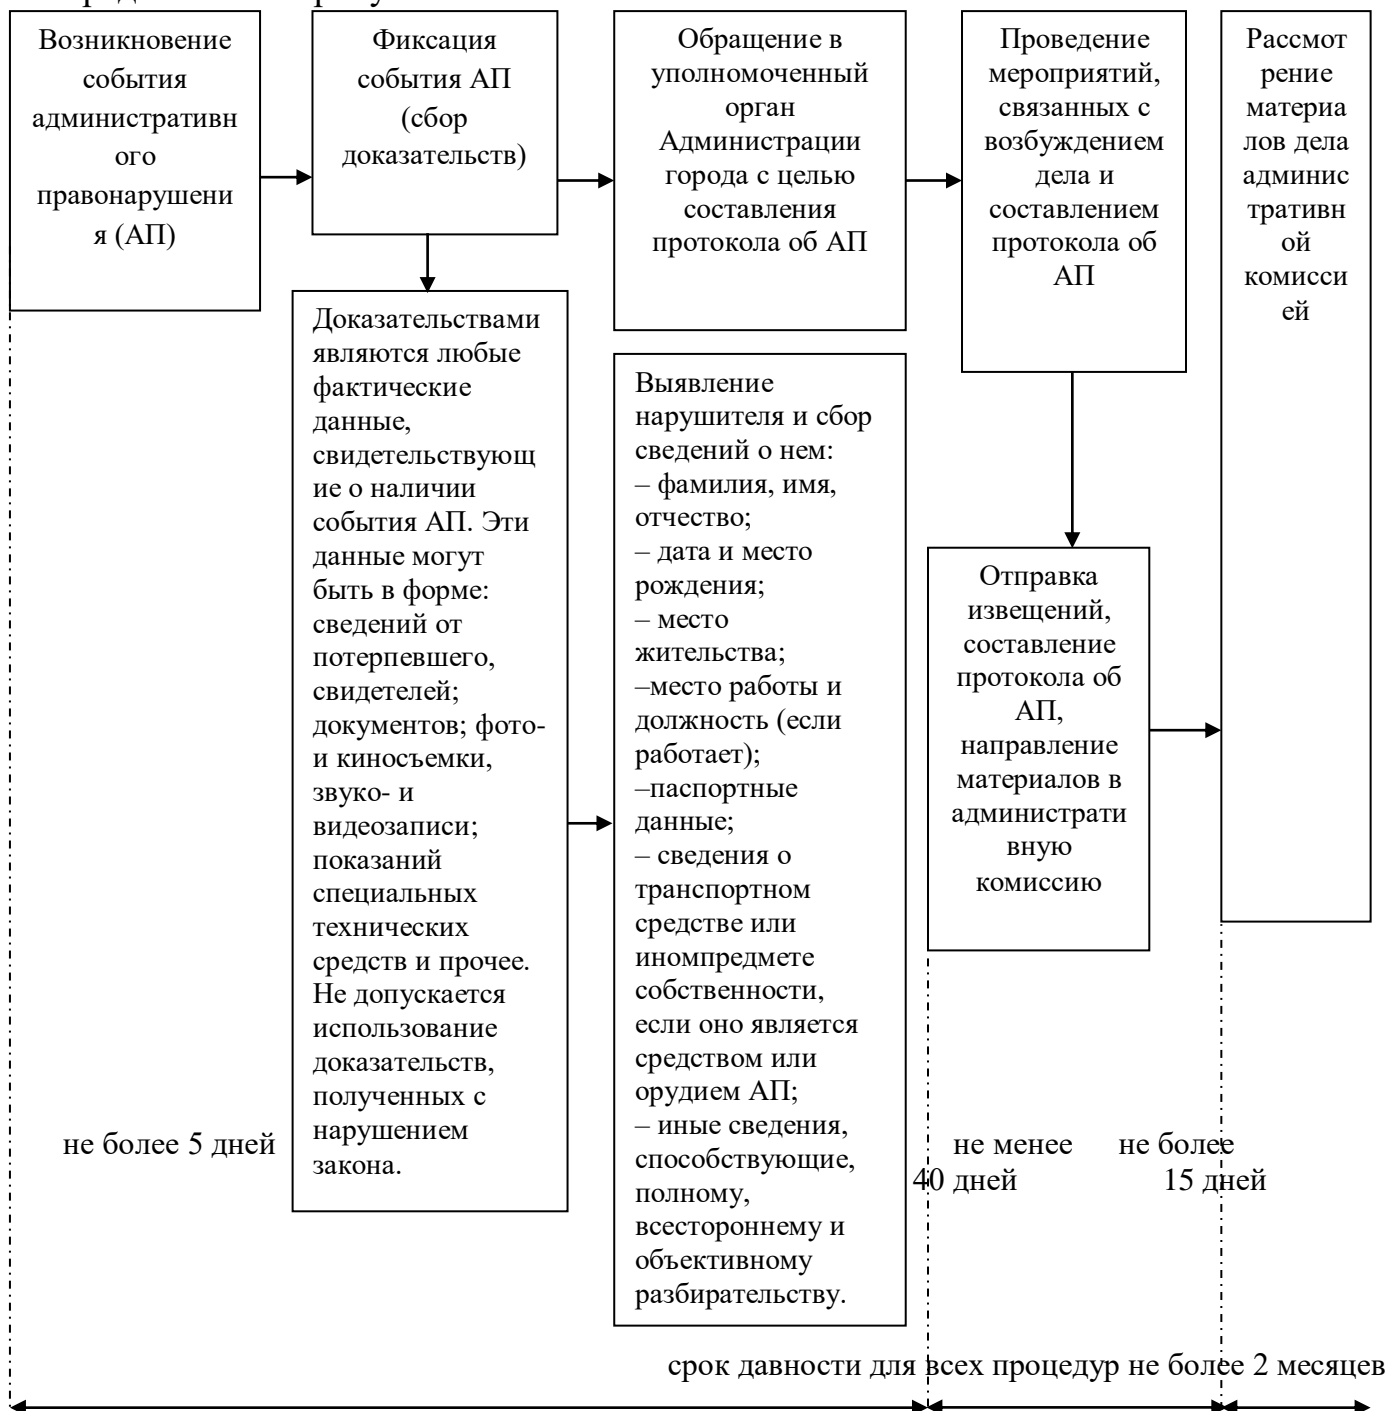 Возникновение
события
административн
ого
правонарушени
я (АП)
Фиксация
события АП
(сбор
доказательств)
Обращение в
уполномоченный
орган
Администрации
города с целью
составления
протокола об АП
Проведение
мероприятий,
связанных с
возбуждением
дела и
составлением
протокола об
АП
Рассмот
рение
материа
лов дела
админис
тративн
ой
комисси
ей
Доказательствами
являются любые
фактические
данные,
свидетельствующ
ие о наличии
события АП. Эти
данные могут
быть в форме:
сведений от
потерпевшего,
свидетелей;
документов; фото-
и киносъемки,
звуко- и
видеозаписи;
показаний
специальных
технических
средств и прочее.
Не допускается
использование
доказательств,
полученных с
нарушением
закона.
Выявление
нарушителя и сбор
сведений о нем:
– фамилия, имя,
отчество;
– дата и место
рождения;
– место
жительства;
–место работы и
должность (если
работает);
–паспортные
данные;
– сведения о
транспортном
средстве или
иномпредмете
собственности,
если оно является
средством или
орудием АП;
– иные сведения,
способствующие,
полному,
всестороннему и
объективному
разбирательству.
Отправка
извещений,
составление
протокола об
АП,
направление
материалов в
администрати
вную
комиссию
не более 5 дней
не менее
40 дней
не более
15 дней
срок давности для всех процедур не более 2 месяцев